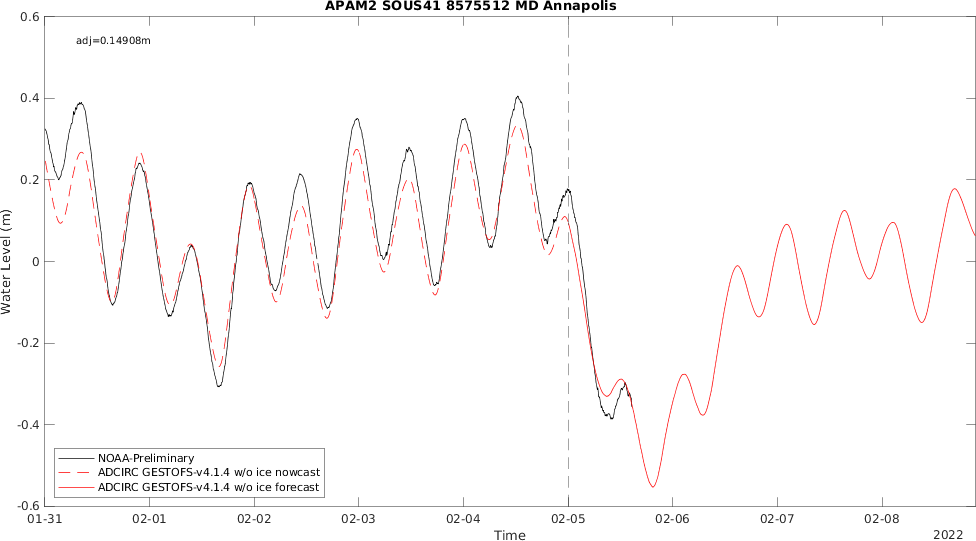 APAM2 SOUS41 8575512 MD Annapolis
adj=0.14908m
0.6
0.4
0.2
0
-0.2
-0.4
-0.6
Water Level (m)
NOAA-Preliminary
ADCIRC GESTOFS-v4.1.4 w/o ice nowcast
ADCIRC GESTOFS-v4.1.4 w/o ice forecast
01-31 02-01 02-02 02-03 02-04 02-05 02-06 02-07 02-08
Time
2022